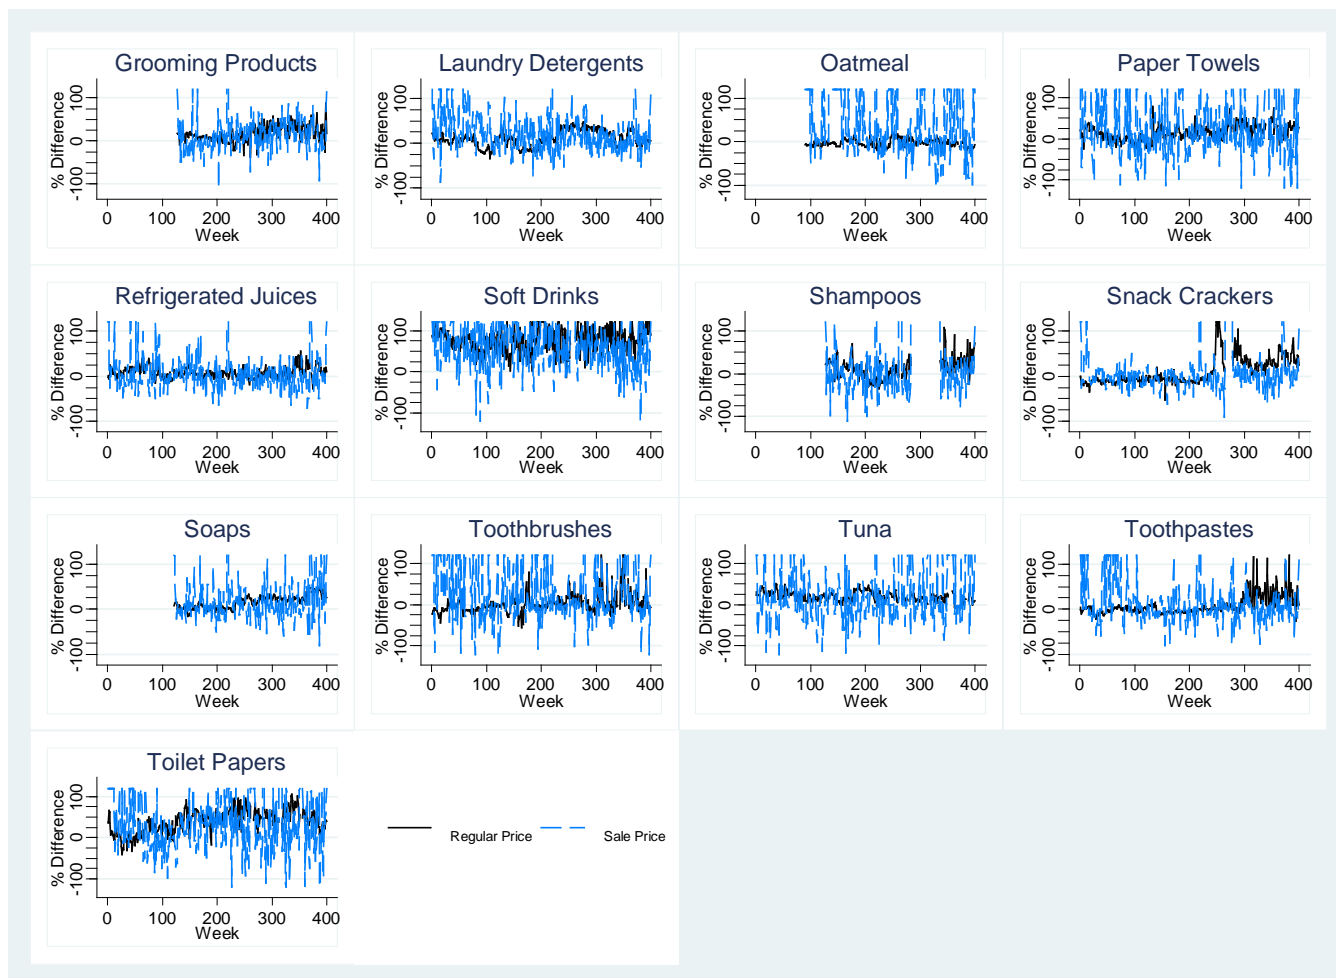 Grooming Products
% Difference
100
0
-100
0 100 200 300 400
Week
Laundry Detergents
% Difference
100
0
-100
0 100 200 300 400
Week
Oatmeal
% Difference
100
0
-100
0 100 200 300 400
Week
Paper Towels
% Difference
100
0
-100
0 100 200 300 400
Week
Refrigerated Juices
% Difference
100
0
-100
0 100 200 300 400
Week
Soft Drinks
% Difference
100
0
-100
0 100 200 300 400
Week
Shampoos
% Difference
100
0
-100
0 100 200 300 400
Week
Snack Crackers
% Difference
100
0
-100
0 100 200 300 400
Week
Soaps
% Difference
100
0
-100
0 100 200 300 400
Week
Toothbrushes
% Difference
100
0
-100
0 100 200 300 400
Week
Tuna
% Difference
100
0
-100
0 100 200 300 400
Week
Toothpastes
% Difference
100
0
-100
0 100 200 300 400
Week
Toilet Papers
% Difference
100
0
-100
0 100 200 300 400
Week
Regular Price Sale Price